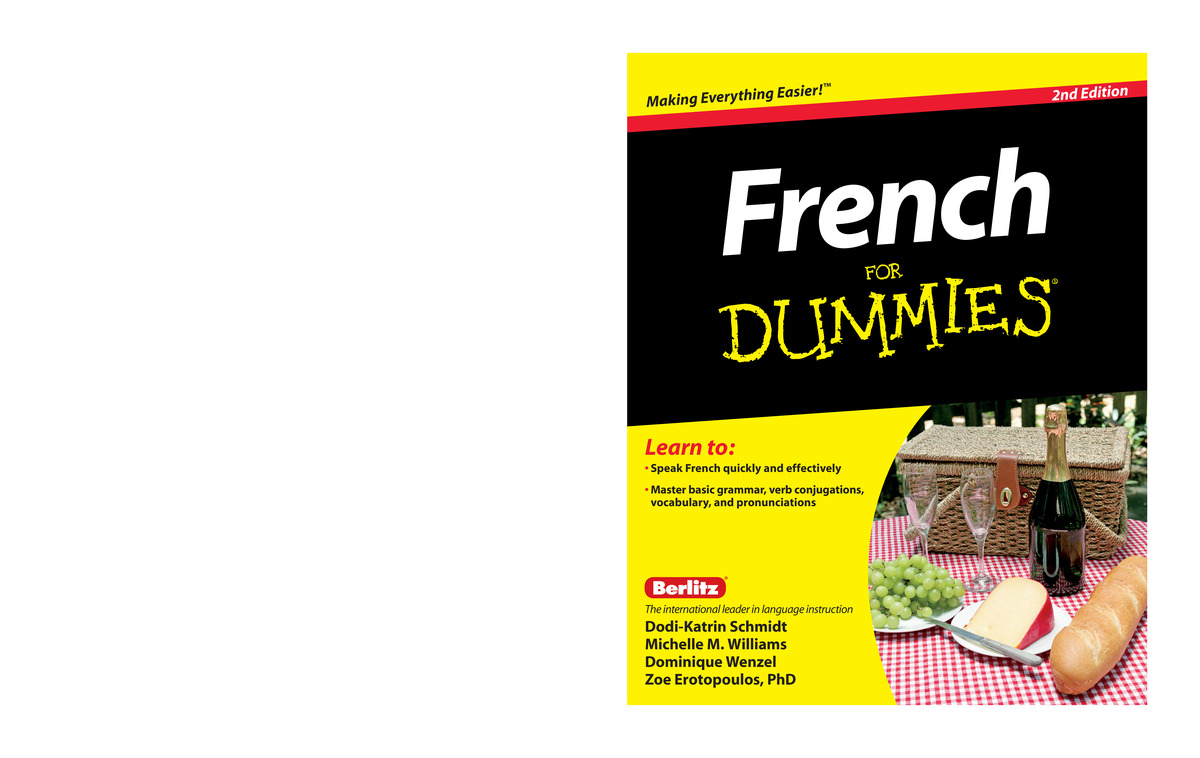 Making Everything Easier!™
2nd Edition
French
FOR
DUMMIES®
Learn to:
• Speak French quickly and effectively
• Master basic grammar, verb conjugations,
vocabulary, and pronunciations
Berlitz®
The international leader in language instruction
Dodi-Katrin Schmidt
Michelle M. Williams
Dominique Wenzel
Zoe Erotopoulos, PhD